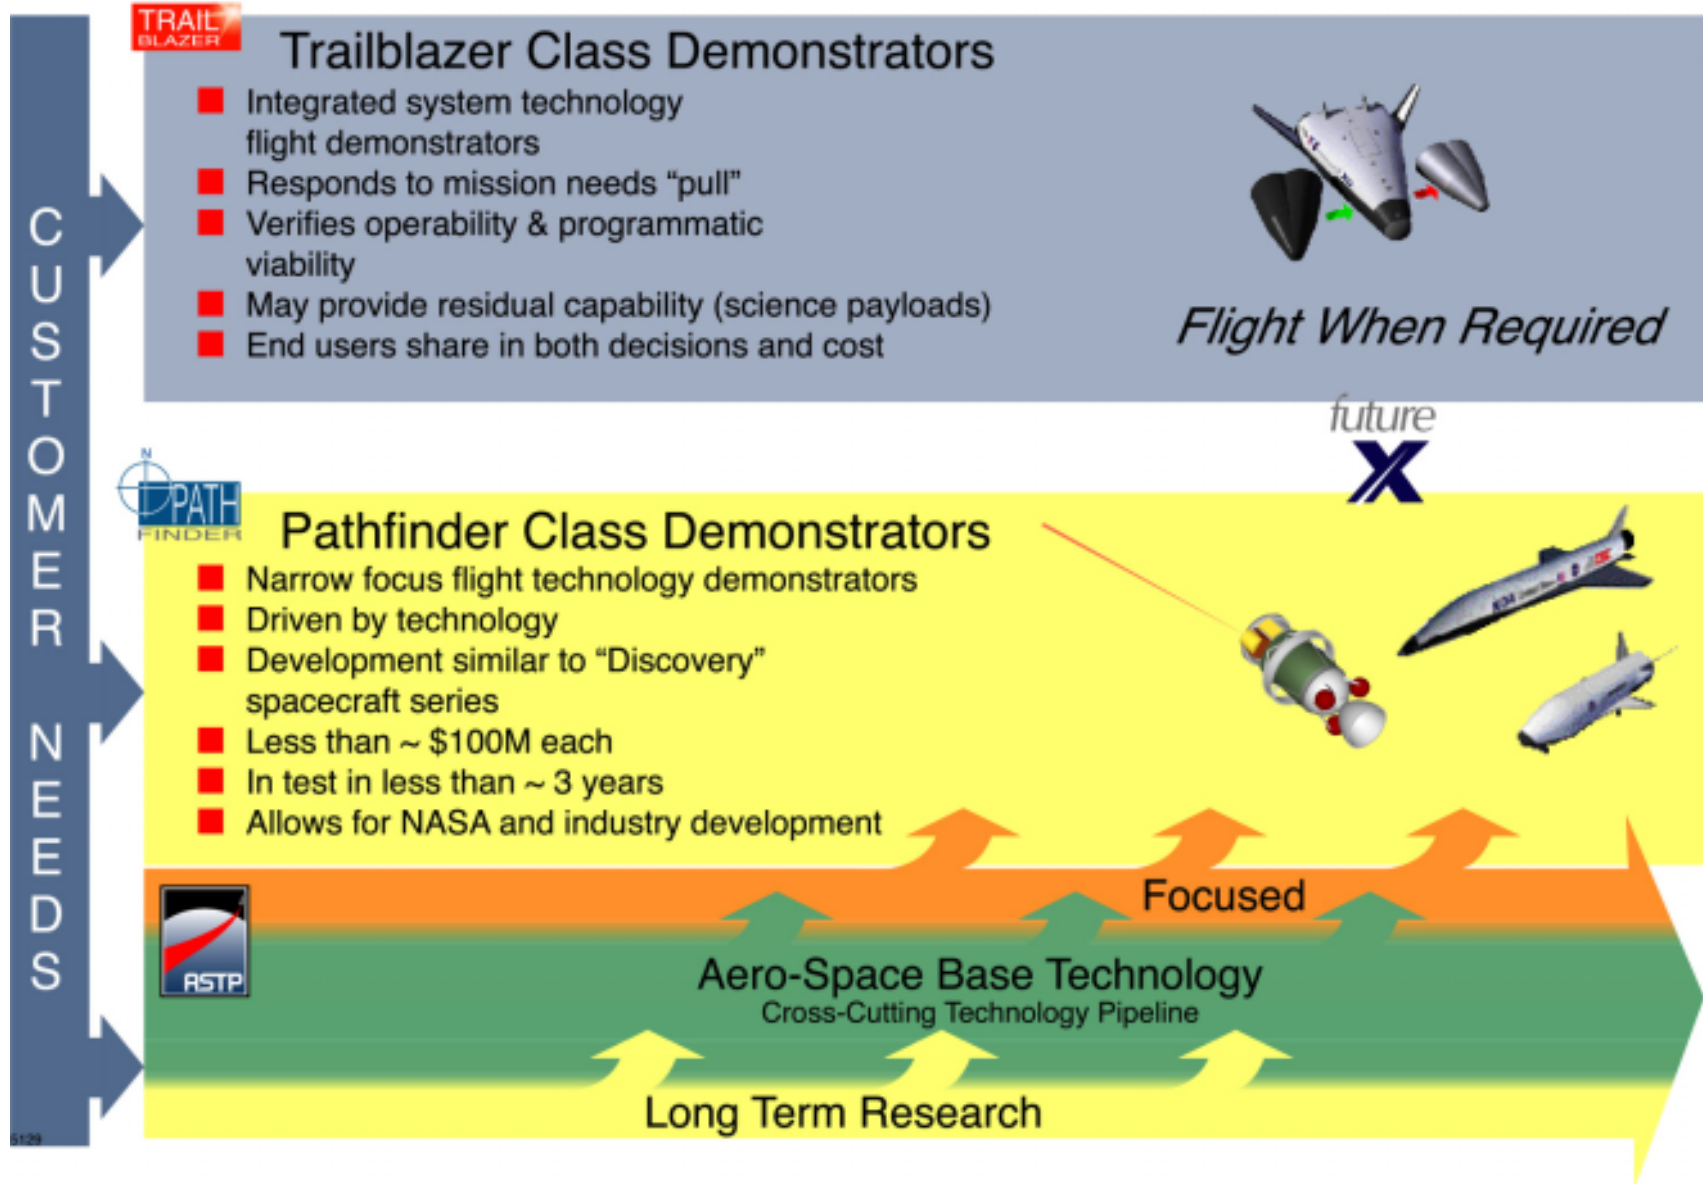 TRAIL
BLAZER
Trailblazer Class Demonstrators
Integrated system technology
flight demonstrators
Responds to mission needs “pull”
Verifies operability & programmatic
viability
May provide residual capability (science payloads)
End users share in both decisions and cost
Flight When Required
future
X
CUSTOMER NEEDS
N
PATH
FINDER
Pathfinder Class Demonstrators
Narrow focus flight technology demonstrators
Driven by technology
Development similar to “Discovery”
spacecraft series
Less than ~ $100M each
In test in less than ~ 3 years
Allows for NASA and industry development
Focused
ASTP
Aero-Space Base Technology
Cross-Cutting Technology Pipeline
Long Term Research
5129